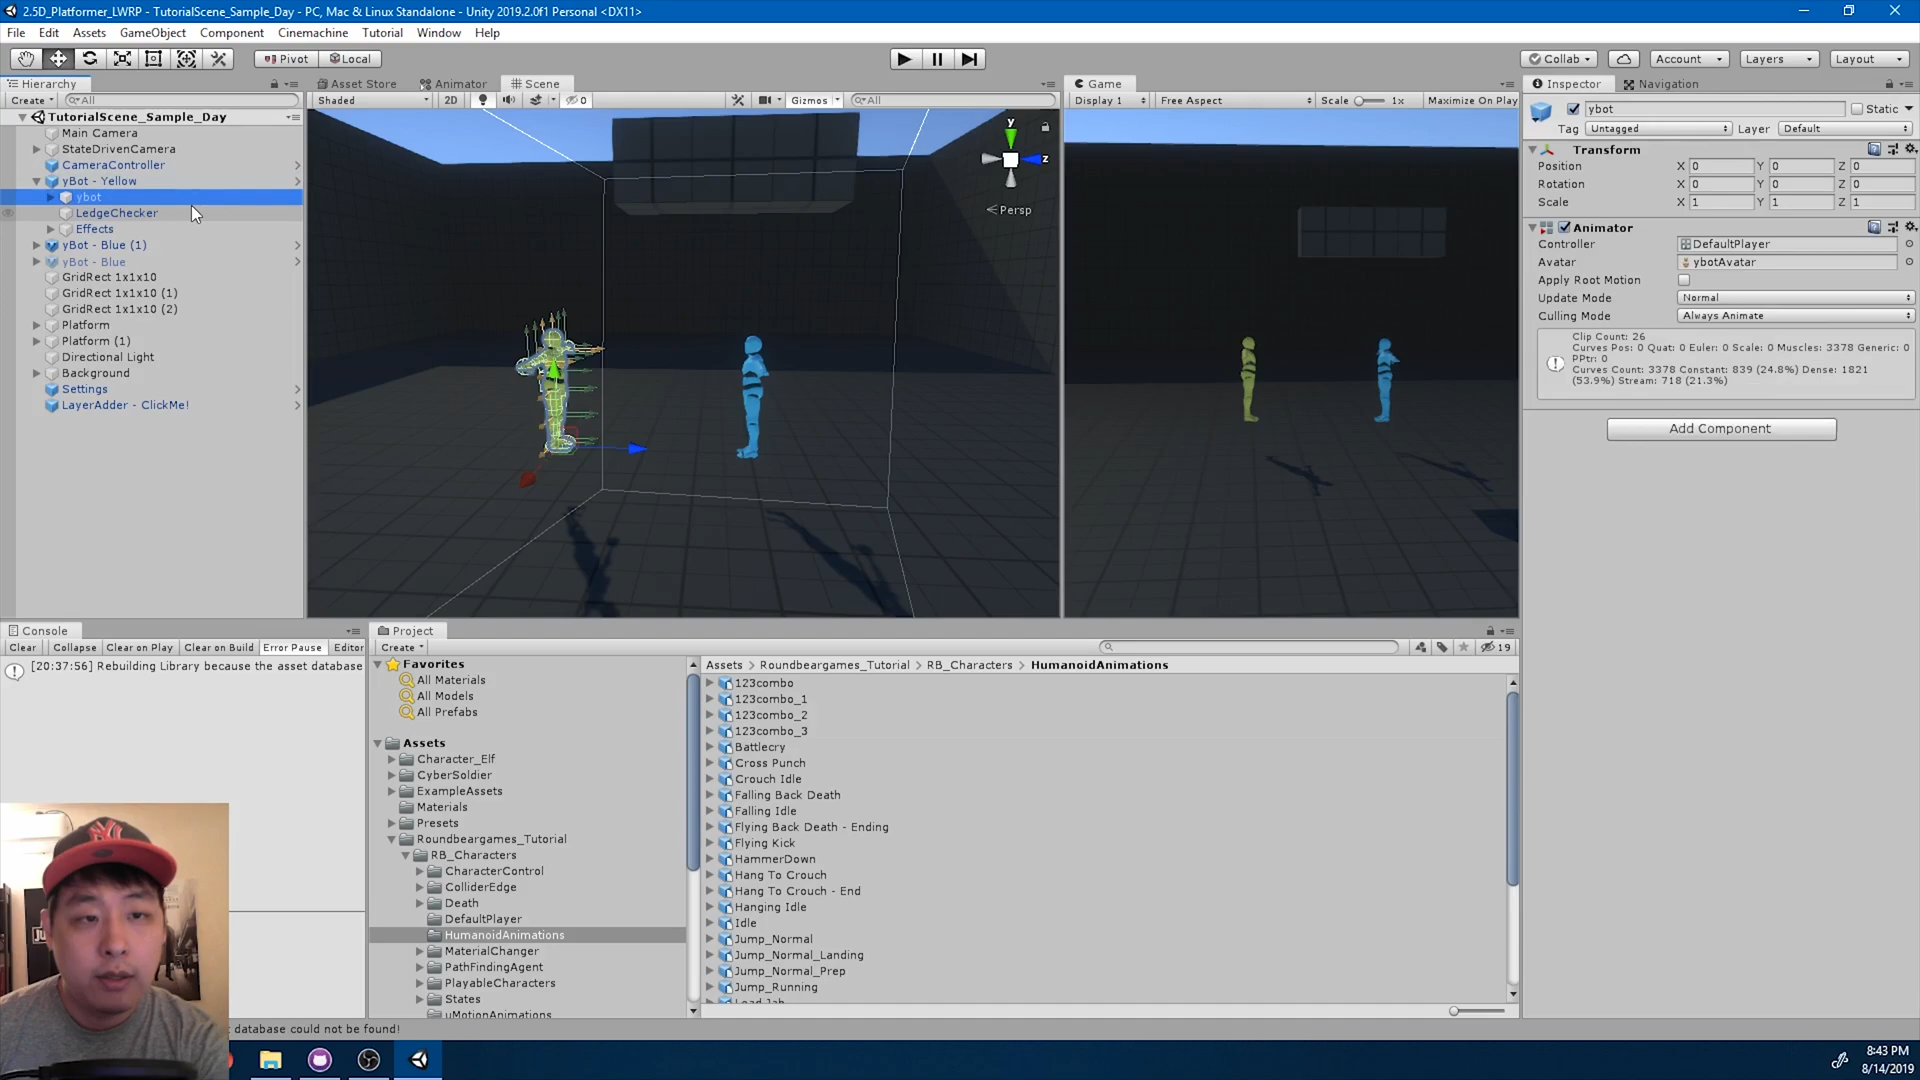 2.5D_Platformer_LWRP - TutorialScene_Sample_Day - PC, Mac & Linux Standalone - Unity 2019.2.0f1 Personal <DX11>
File Edit Assets GameObject Component Cinemachine Tutorial Window Help
Pivot Local Collab Account Layers Layout
Hierarchy
Create All
TutorialScene_Sample_Day
Main Camera
StateDrivenCamera
CameraController
yBot - Yellow
ybot
LedgeChecker
Effects
yBot - Blue (1)
yBot - Blue
GridRect 1x1x10
GridRect 1x1x10 (1)
GridRect 1x1x10 (2)
Platform
Platform (1)
Directional Light
Background
Settings
LayerAdder - ClickMe!
Asset Store Animator Scene
Shaded 2D 0 Gizmos All
y
z
Persp
Game
Display 1 Free Aspect Scale 1x Maximize On Play
Inspector Navigation
ybot Static
Tag Untagged Layer Default
Transform
Position X 0 Y 0 Z 0
Rotation X 0 Y 0 Z 0
Scale X 1 Y 1 Z 1
Animator
Controller DefaultPlayer
Avatar ybotAvatar
Apply Root Motion
Update Mode Normal
Culling Mode Always Animate
Clip Count: 26
Curves Pos: 0 Quat: 0 Euler: 0 Scale: 0 Muscles: 3378 Generic: 0
PPtr: 0
Curves Count: 3378 Constant: 839 (24.8%) Dense: 1821
(53.9%) Stream: 718 (21.3%)
Add Component
Console
Clear Collapse Clear on Play Clear on Build Error Pause Editor
[20:37:56] Rebuilding Library because the asset database
t database could not be found!
Project
Create 19
Favorites
All Materials
All Models
All Prefabs
Assets
Character_Elf
CyberSoldier
ExampleAssets
Materials
Presets
Roundbeargames_Tutorial
RB_Characters
CharacterControl
ColliderEdge
Death
DefaultPlayer
HumanoidAnimations
MaterialChanger
PathFindingAgent
PlayableCharacters
States
uMotionAnimations
Assets > Roundbeargames_Tutorial > RB_Characters > HumanoidAnimations
123combo
123combo_1
123combo_2
123combo_3
Battlecry
Cross Punch
Crouch Idle
Falling Back Death
Falling Idle
Flying Back Death - Ending
Flying Kick
HammerDown
Hang To Crouch
Hang To Crouch - End
Hanging Idle
Idle
Jump_Normal
Jump_Normal_Landing
Jump_Normal_Prep
Jump_Running
Lead Jab
8:43 PM
8/14/2019